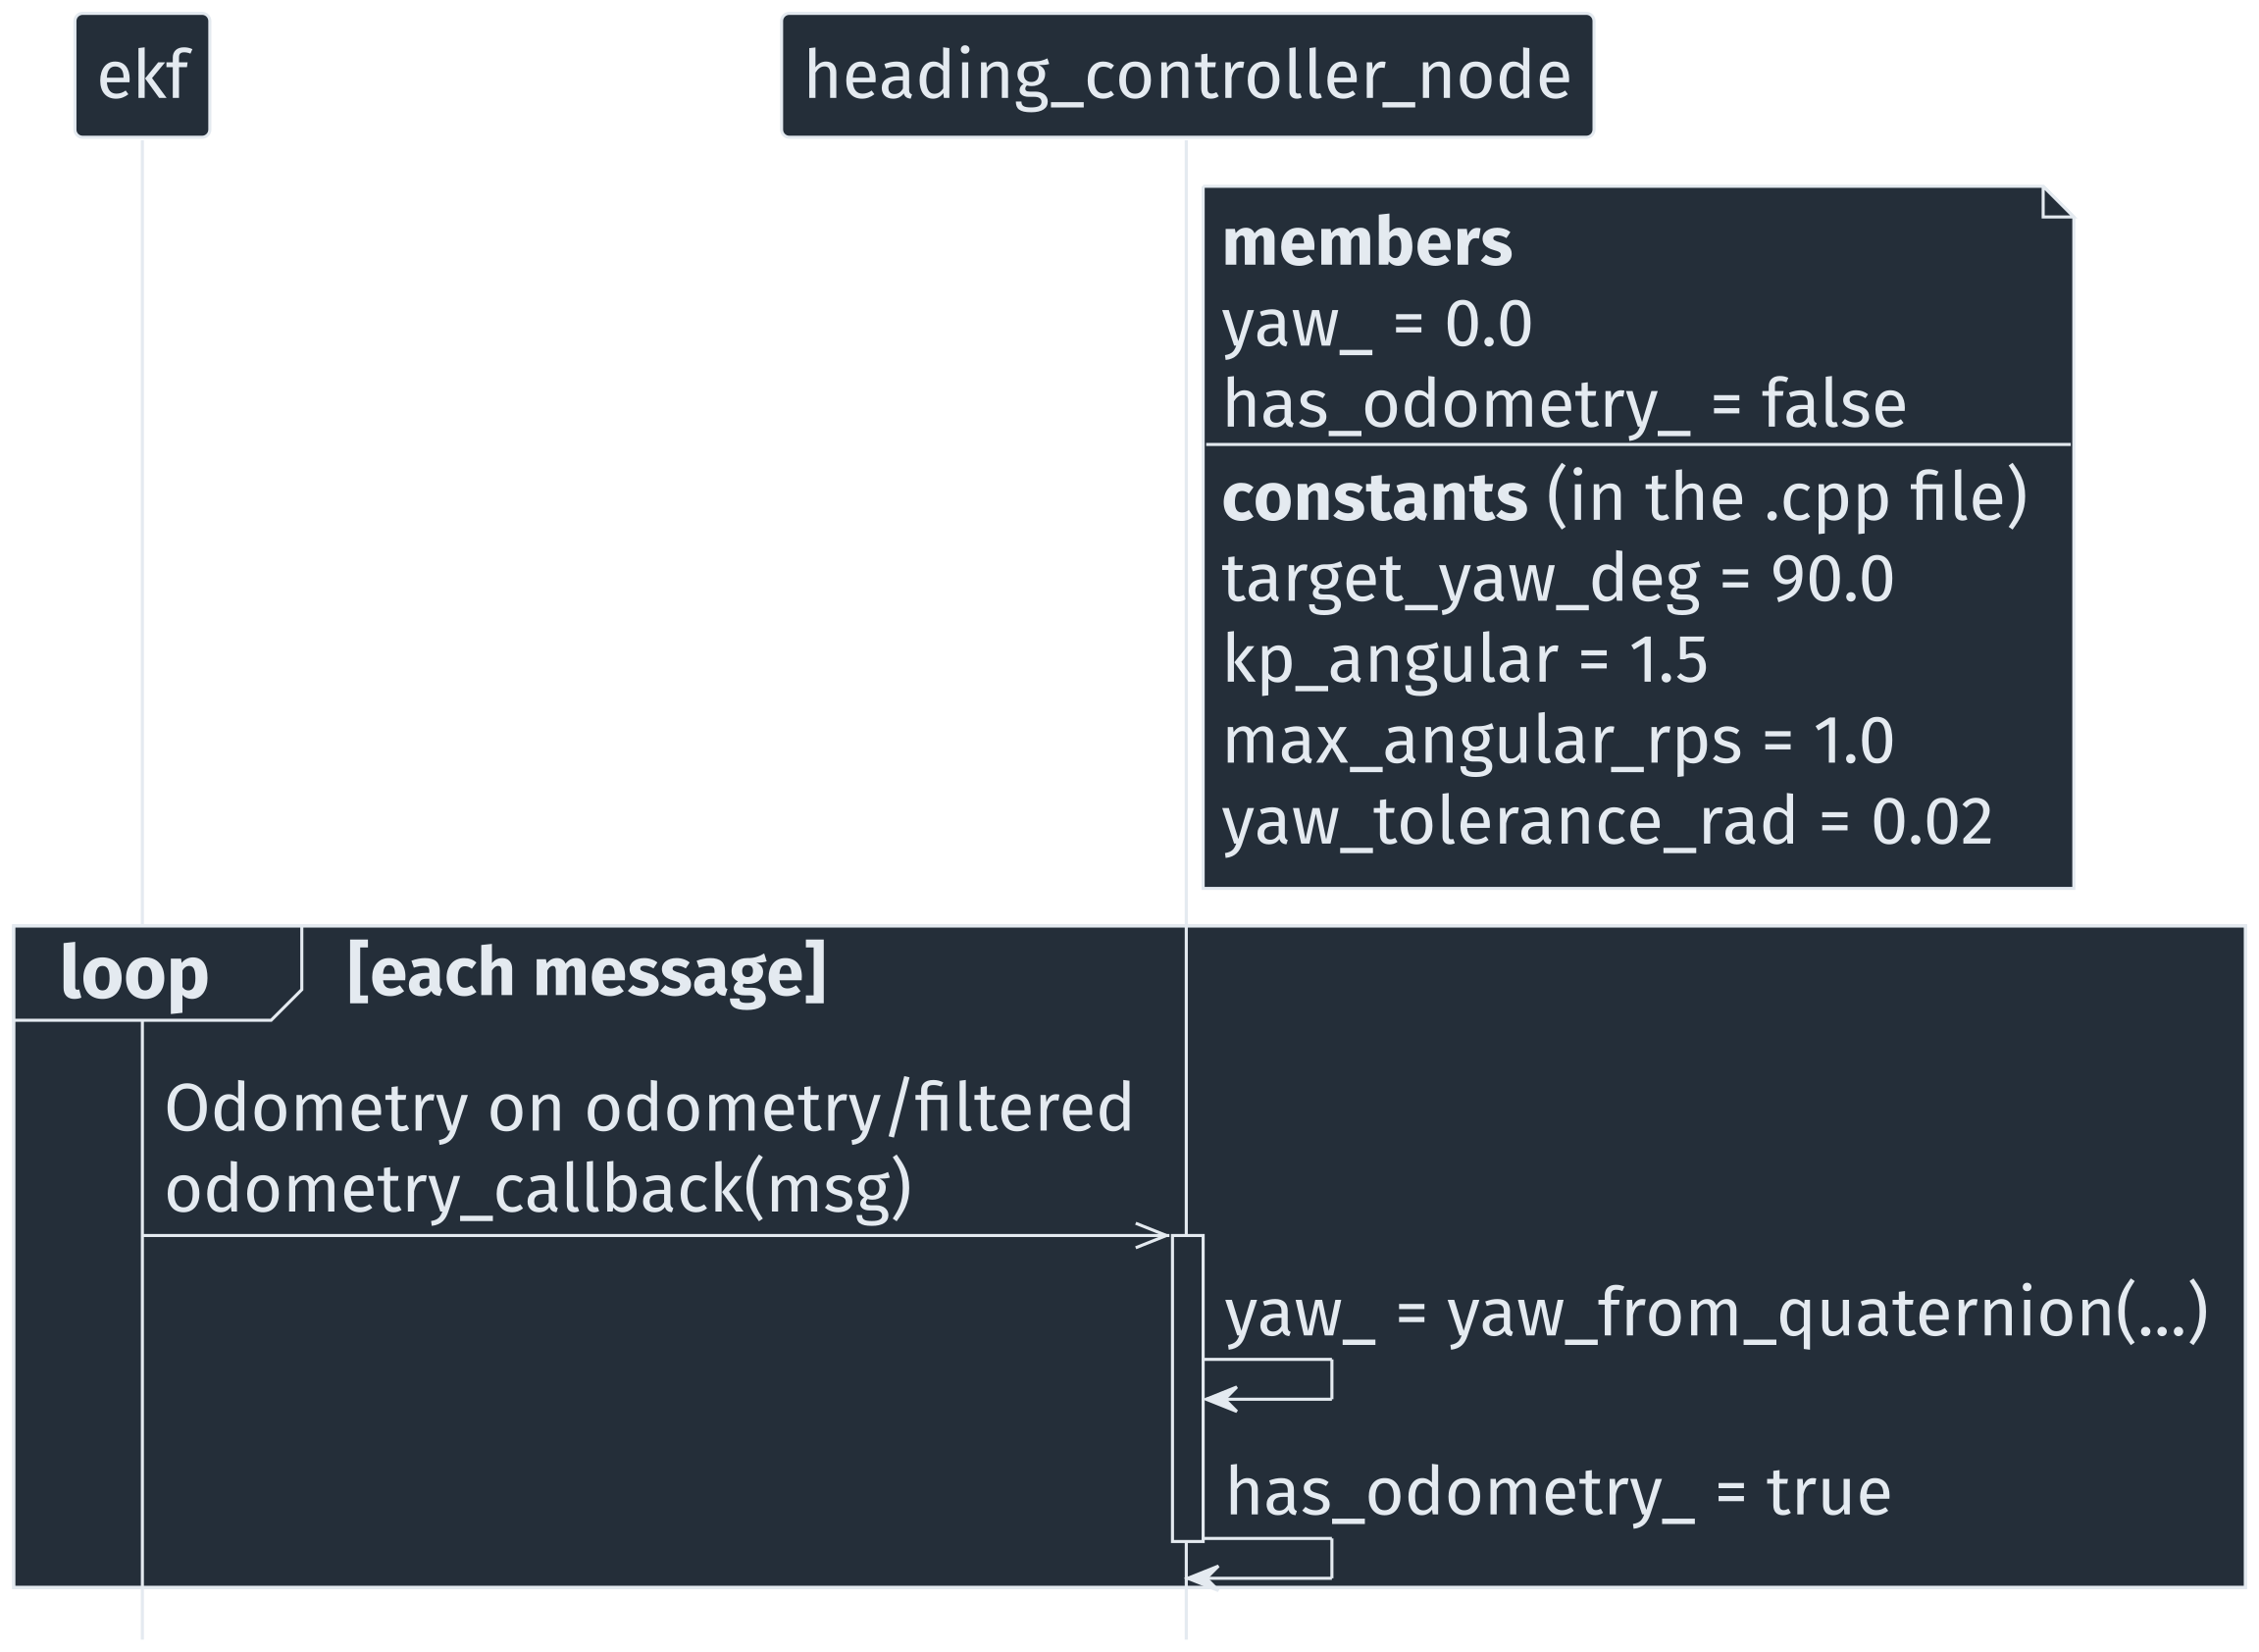 ekf
heading_controller_node
members
yaw_ = 0.0
has_odometry_ = false
constants (in the .cpp file)
target_yaw_deg = 90.0
kp_angular = 1.5
max_angular_rps = 1.0
yaw_tolerance_rad = 0.02
loop [each message]
Odometry on odometry/filtered
odometry_callback(msg)
yaw_ = yaw_from_quaternion(...)
has_odometry_ = true